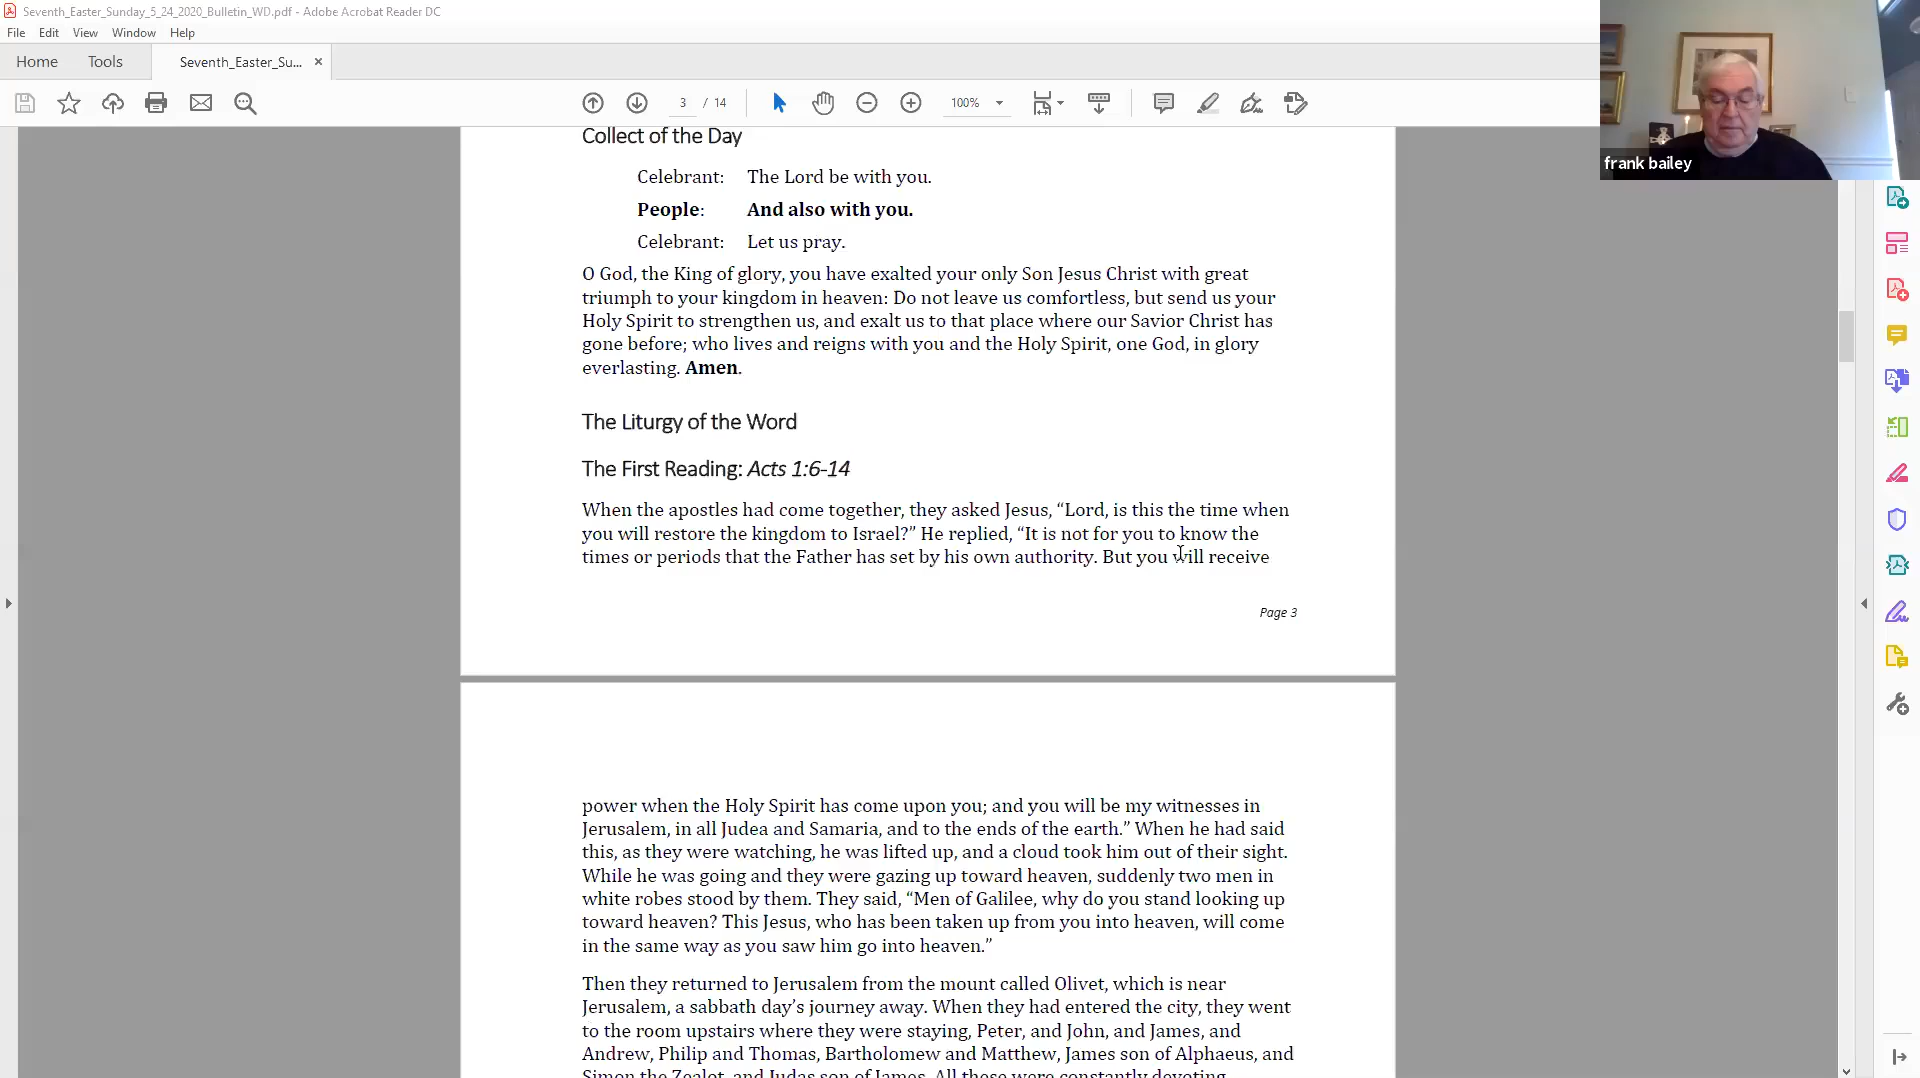 Seventh_Easter_Sunday_5_24_2020_Bulletin_WD.pdf - Adobe Acrobat Reader DC
File Edit View Window Help
Home Tools Seventh_Easter_Su... ×
3 / 14 100%
frank bailey
Collect of the Day
Celebrant: The Lord be with you.
People: And also with you.
Celebrant: Let us pray.
O God, the King of glory, you have exalted your only Son Jesus Christ with great
triumph to your kingdom in heaven: Do not leave us comfortless, but send us your
Holy Spirit to strengthen us, and exalt us to that place where our Savior Christ has
gone before; who lives and reigns with you and the Holy Spirit, one God, in glory
everlasting. Amen.
The Liturgy of the Word
The First Reading: Acts 1:6-14
When the apostles had come together, they asked Jesus, “Lord, is this the time when
you will restore the kingdom to Israel?” He replied, “It is not for you to know the
times or periods that the Father has set by his own authority. But you will receive
Page 3
power when the Holy Spirit has come upon you; and you will be my witnesses in
Jerusalem, in all Judea and Samaria, and to the ends of the earth.” When he had said
this, as they were watching, he was lifted up, and a cloud took him out of their sight.
While he was going and they were gazing up toward heaven, suddenly two men in
white robes stood by them. They said, “Men of Galilee, why do you stand looking up
toward heaven? This Jesus, who has been taken up from you into heaven, will come
in the same way as you saw him go into heaven.”
Then they returned to Jerusalem from the mount called Olivet, which is near
Jerusalem, a sabbath day’s journey away. When they had entered the city, they went
to the room upstairs where they were staying, Peter, and John, and James, and
Andrew, Philip and Thomas, Bartholomew and Matthew, James son of Alphaeus, and
Simon the Zealot, and Judas son of James. All these were constantly devoting